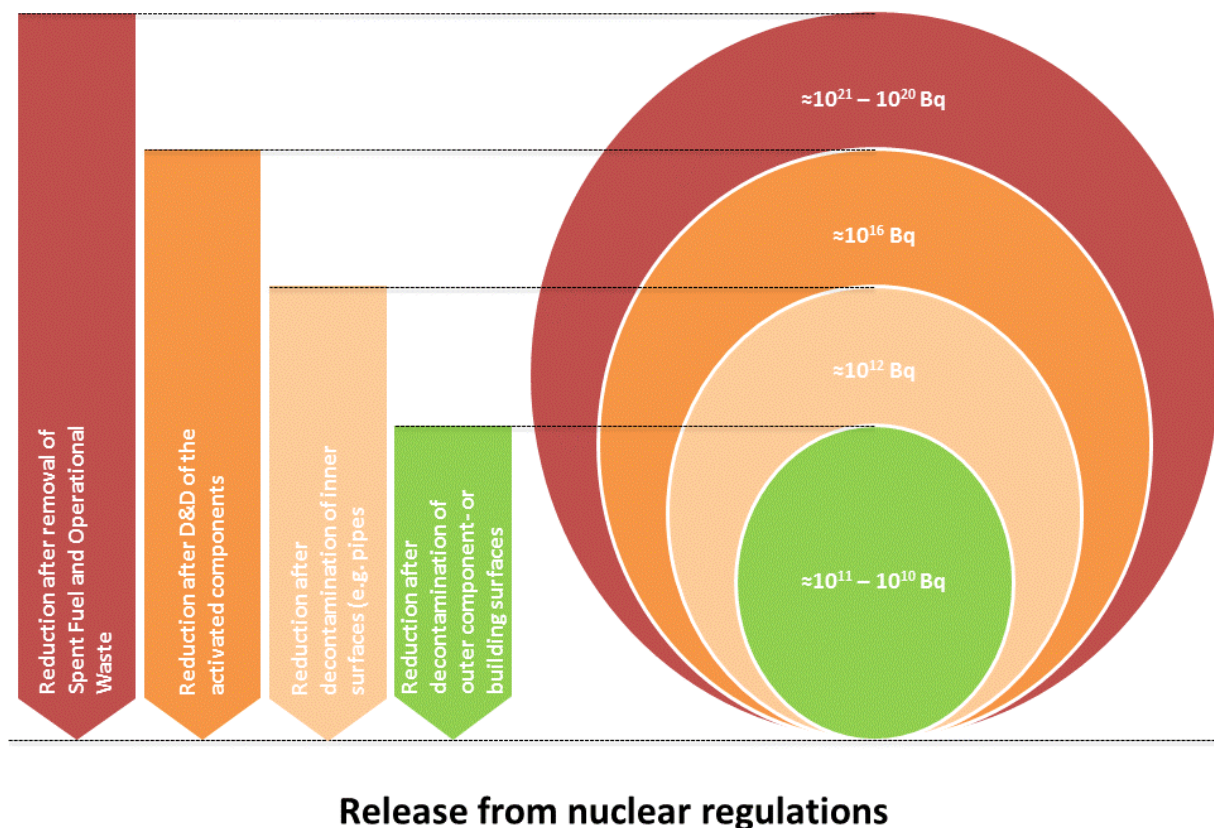 Reduction after removal of
Spent Fuel and Operational
Waste
Reduction after D&D of the
activated components
Reduction after
decontamination of inner
surfaces (e.g. pipes
Reduction after
decontamination of
outer component- or
building surfaces
≈10²¹ – 10²⁰ Bq
≈10¹⁶ Bq
≈10¹² Bq
≈10¹¹ – 10¹⁰ Bq
Release from nuclear regulations